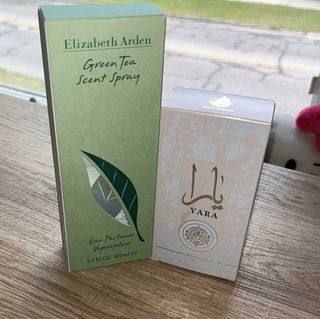 Elizabeth Arden
Green Tea
Scent Spray
Eau Parfumée
Vaporisateur
3.3 FL.OZ. 100 ml ℮
يارا
YARA